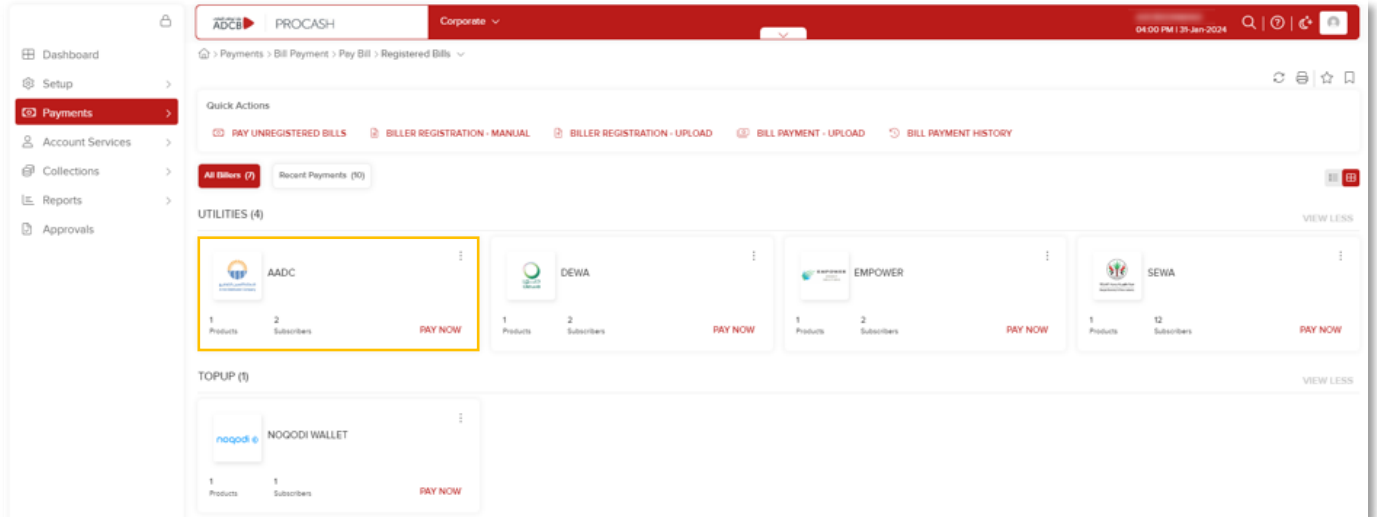 ADCB PROCASH Corporate
04:00 PM | 31-Jan-2024
Dashboard
Setup
Payments
Account Services
Collections
Reports
Approvals
> Payments > Bill Payment > Pay Bill > Registered Bills
Quick Actions
PAY UNREGISTERED BILLS BILLER REGISTRATION - MANUAL BILLER REGISTRATION - UPLOAD BILL PAYMENT - UPLOAD BILL PAYMENT HISTORY
All Billers (7) Recent Payments (10)
UTILITIES (4) VIEW LESS
AADC DEWA EMPOWER EMPOWER SEWA
1 2 1 2 1 2 1 12
Products Subscribers PAY NOW Products Subscribers PAY NOW Products Subscribers PAY NOW Products Subscribers PAY NOW
TOPUP (1) VIEW LESS
noqodi NOQODI WALLET
1 1
Products Subscribers PAY NOW